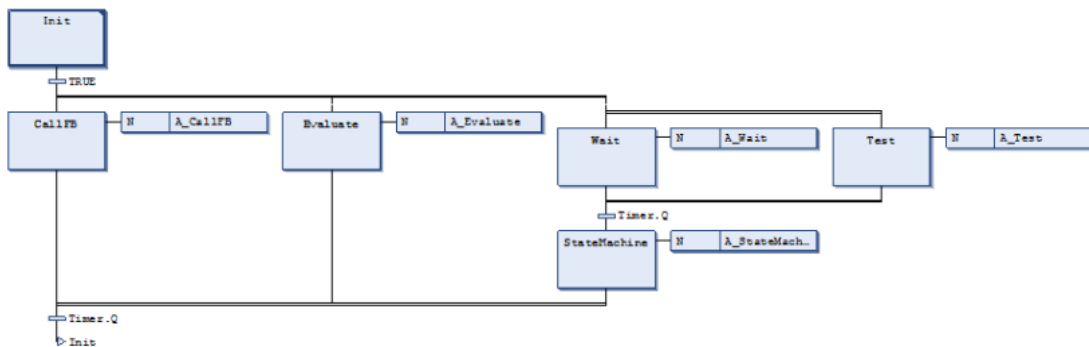 Init
TRUE
CallFB
N A_CallFB
Evaluate
N A_Evaluate
Wait
N A_Wait
Test
N A_Test
Timer.Q
StateMachine
N A_StateMach…
Timer.Q
Init